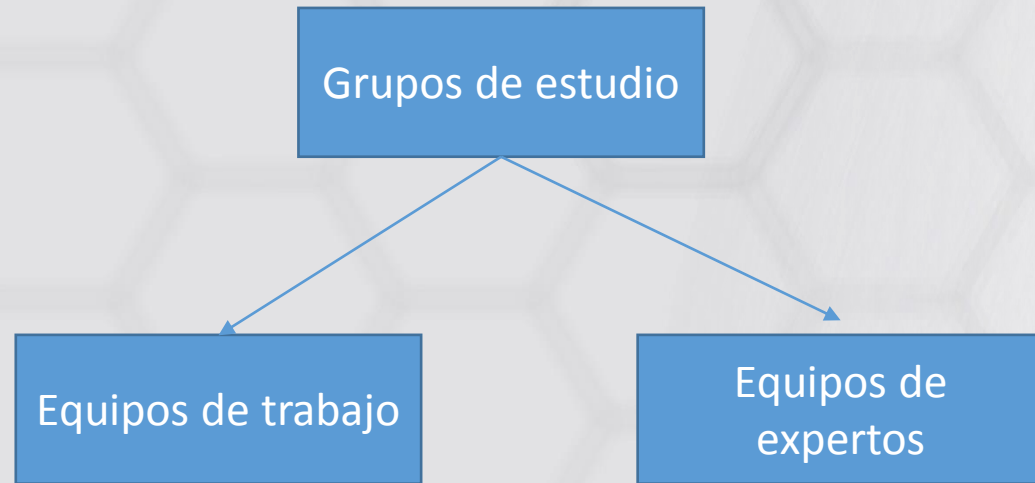 Grupos de estudio
Equipos de trabajo
Equipos de
expertos